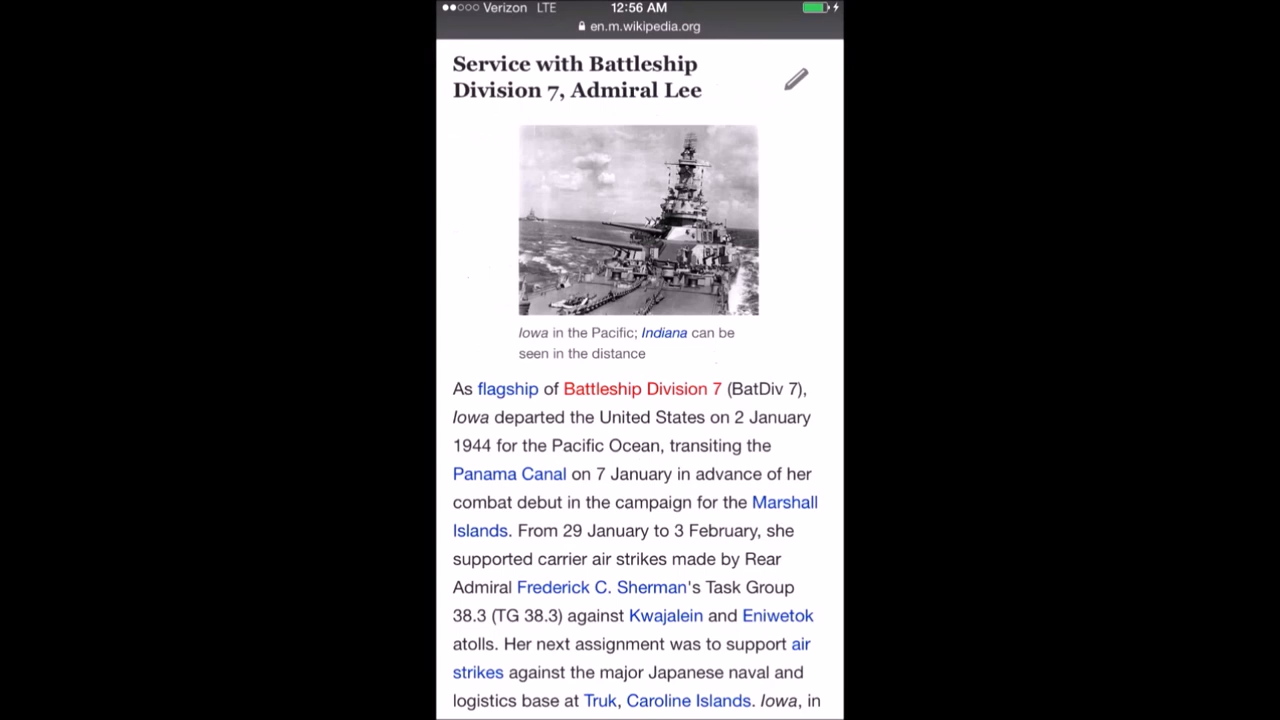 Verizon LTE 12:56 AM
en.m.wikipedia.org
Service with Battleship
Division 7, Admiral Lee
Iowa in the Pacific; Indiana can be
seen in the distance
As flagship of Battleship Division 7 (BatDiv 7),
Iowa departed the United States on 2 January
1944 for the Pacific Ocean, transiting the
Panama Canal on 7 January in advance of her
combat debut in the campaign for the Marshall
Islands. From 29 January to 3 February, she
supported carrier air strikes made by Rear
Admiral Frederick C. Sherman's Task Group
38.3 (TG 38.3) against Kwajalein and Eniwetok
atolls. Her next assignment was to support air
strikes against the major Japanese naval and
logistics base at Truk, Caroline Islands. Iowa, in